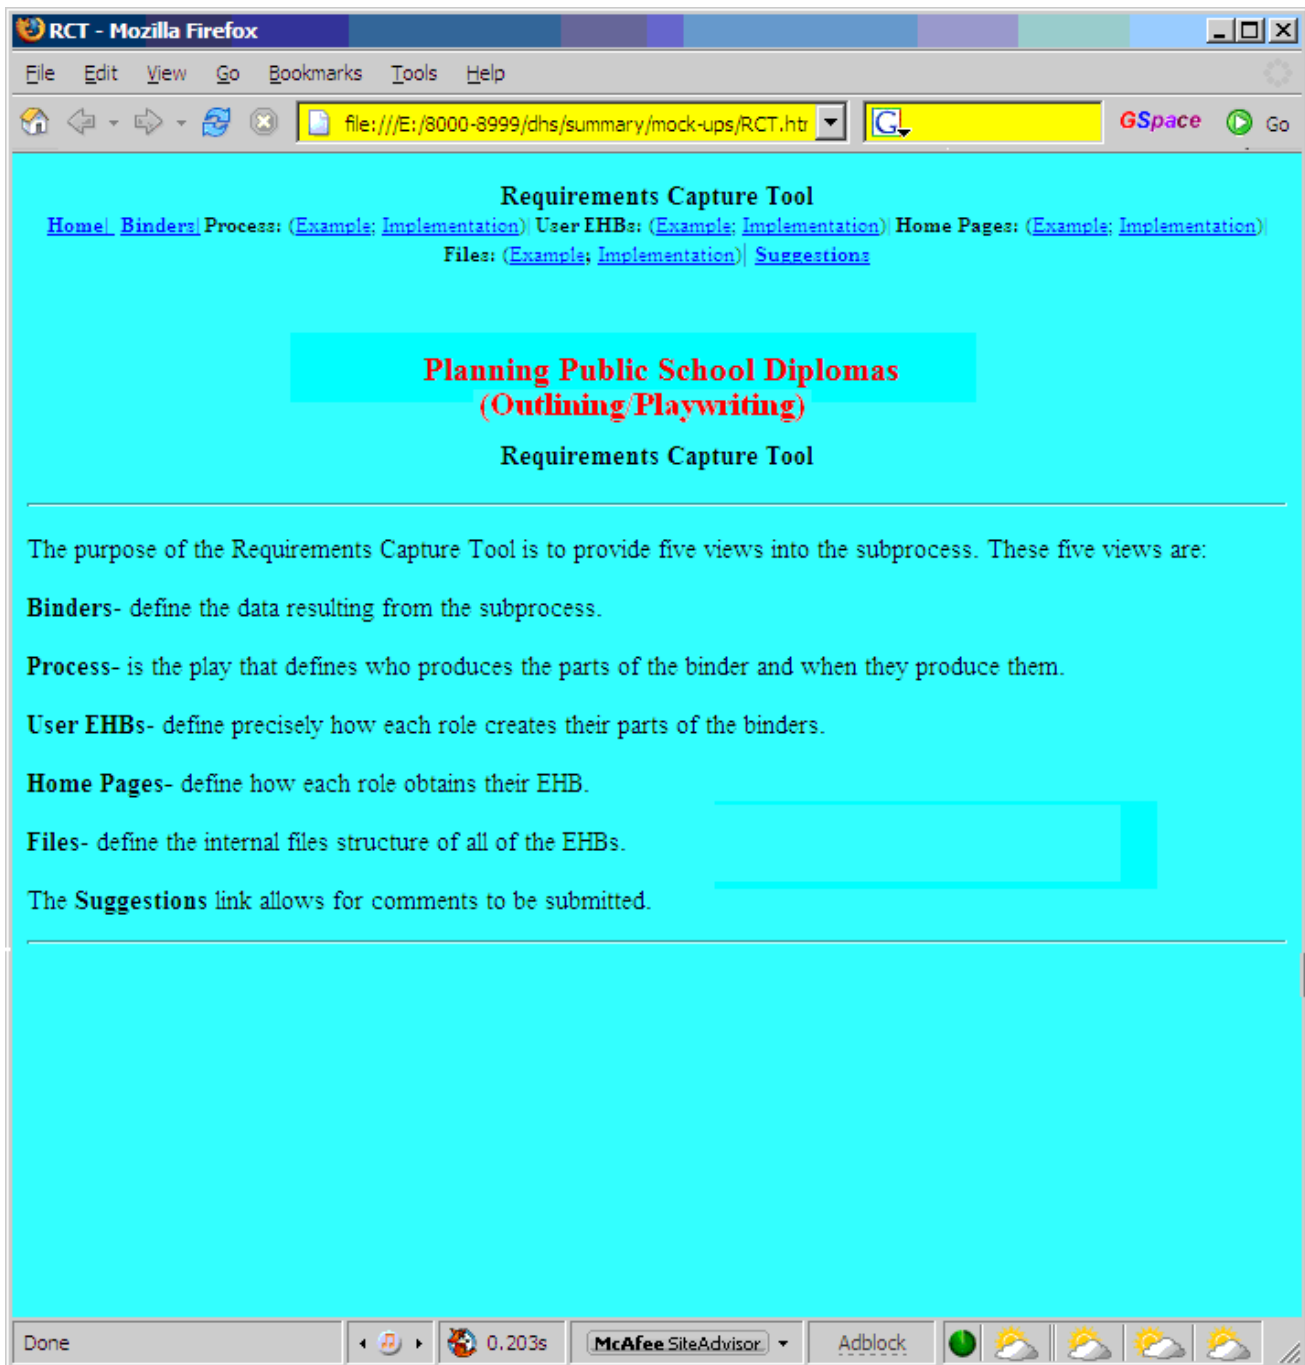 RCT - Mozilla Firefox
File Edit View Go Bookmarks Tools Help
file:///E:/8000-8999/dhs/summary/mock-ups/RCT.htr G GSpace Go
Requirements Capture Tool
Home| Binders| Process: (Example; Implementation)| User EHBs: (Example; Implementation)| Home Pages: (Example; Implementation)|
Files: (Example; Implementation)| Suggestions
Planning Public School Diplomas
(Outlining/Playwriting)
Requirements Capture Tool
The purpose of the Requirements Capture Tool is to provide five views into the subprocess. These five views are:
Binders- define the data resulting from the subprocess.
Process- is the play that defines who produces the parts of the binder and when they produce them.
User EHBs- define precisely how each role creates their parts of the binders.
Home Pages- define how each role obtains their EHB.
Files- define the internal files structure of all of the EHBs.
The Suggestions link allows for comments to be submitted.
Done 0.203s McAfee SiteAdvisor Adblock